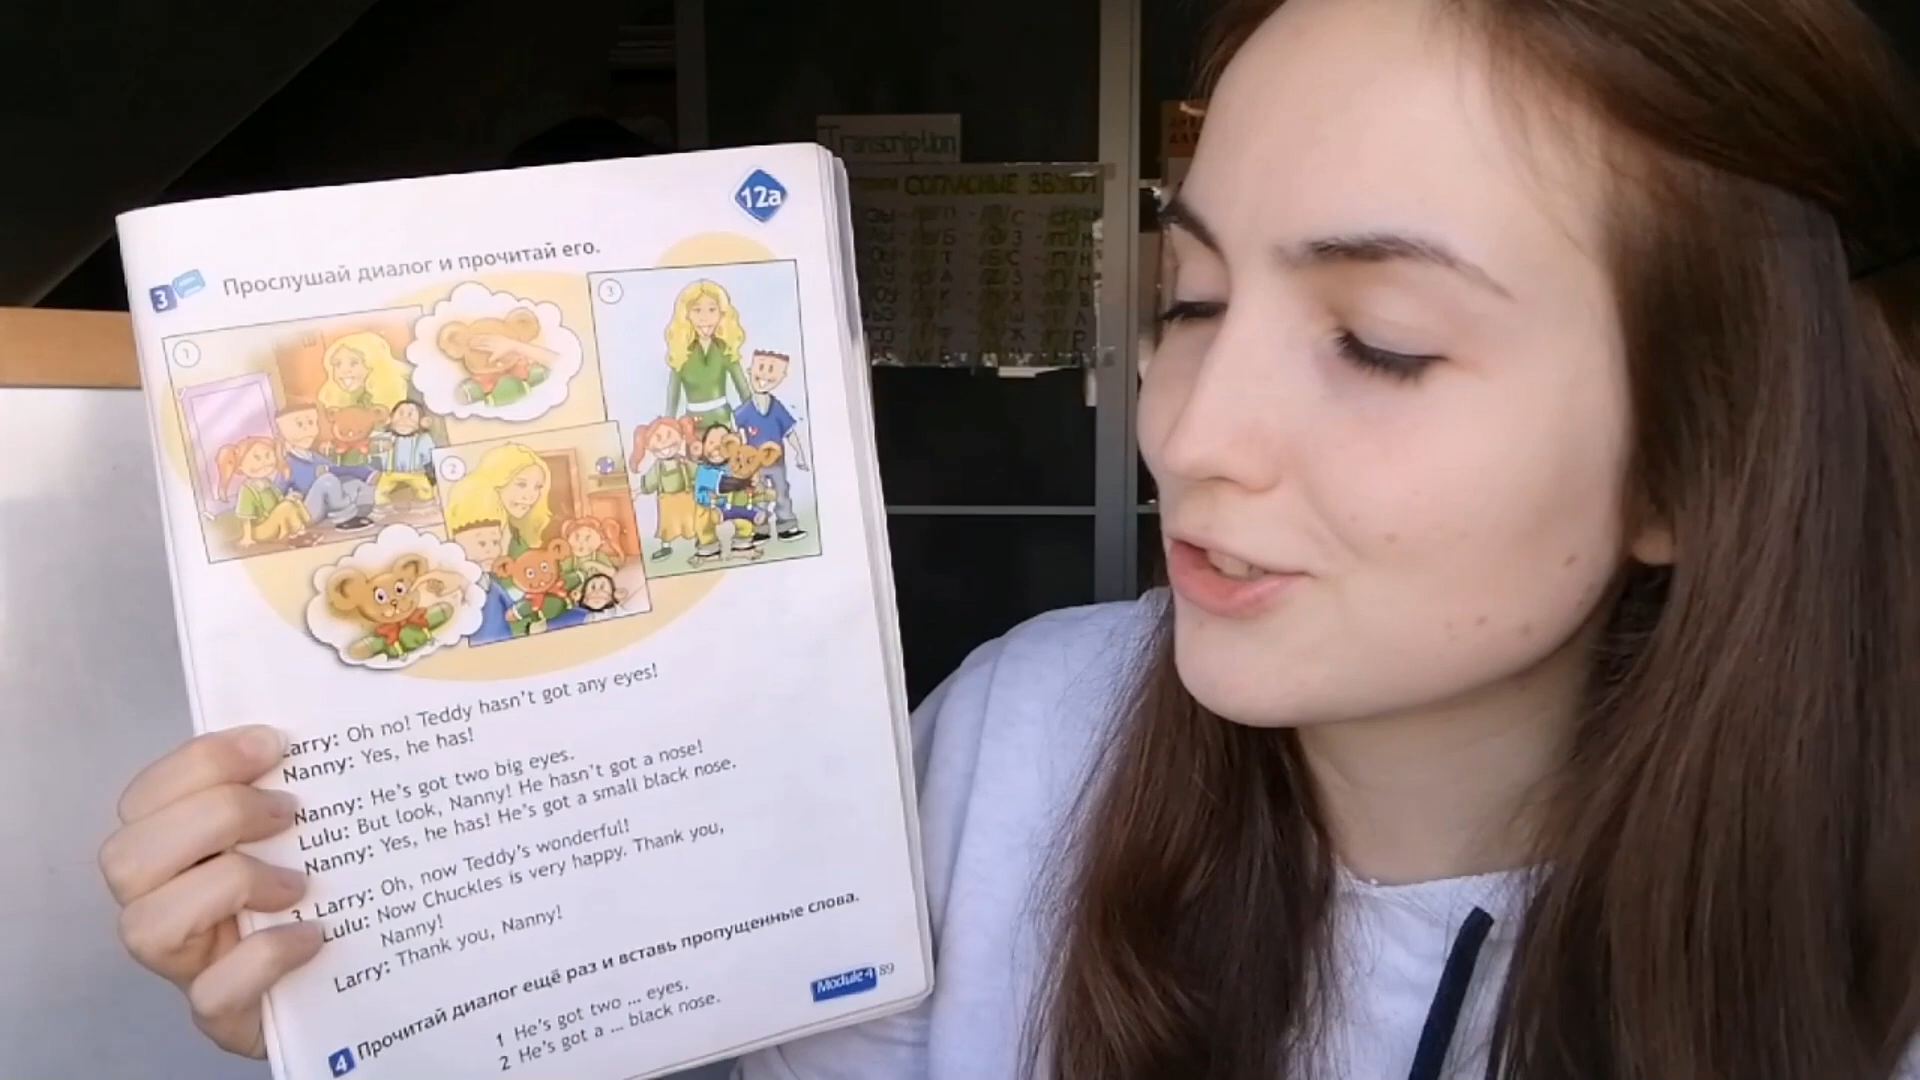 12a
3 Прослушай диалог и прочитай его.
1
2
3
Larry: Oh no! Teddy hasn't got any eyes!
Nanny: Yes, he has!
Nanny: He's got two big eyes.
Lulu: But look, Nanny! He hasn't got a nose!
Nanny: Yes, he has! He's got a small black nose.
3 Larry: Oh, now Teddy's wonderful!
Lulu: Now Chuckles is very happy. Thank you,
Nanny!
Larry: Thank you, Nanny!
4 Прочитай диалог ещё раз и вставь пропущенные слова.
1 He's got two ... eyes.
2 He's got a ... black nose.
Module 4 89
Transcription
СОГЛАСНЫЕ ЗВУКИ